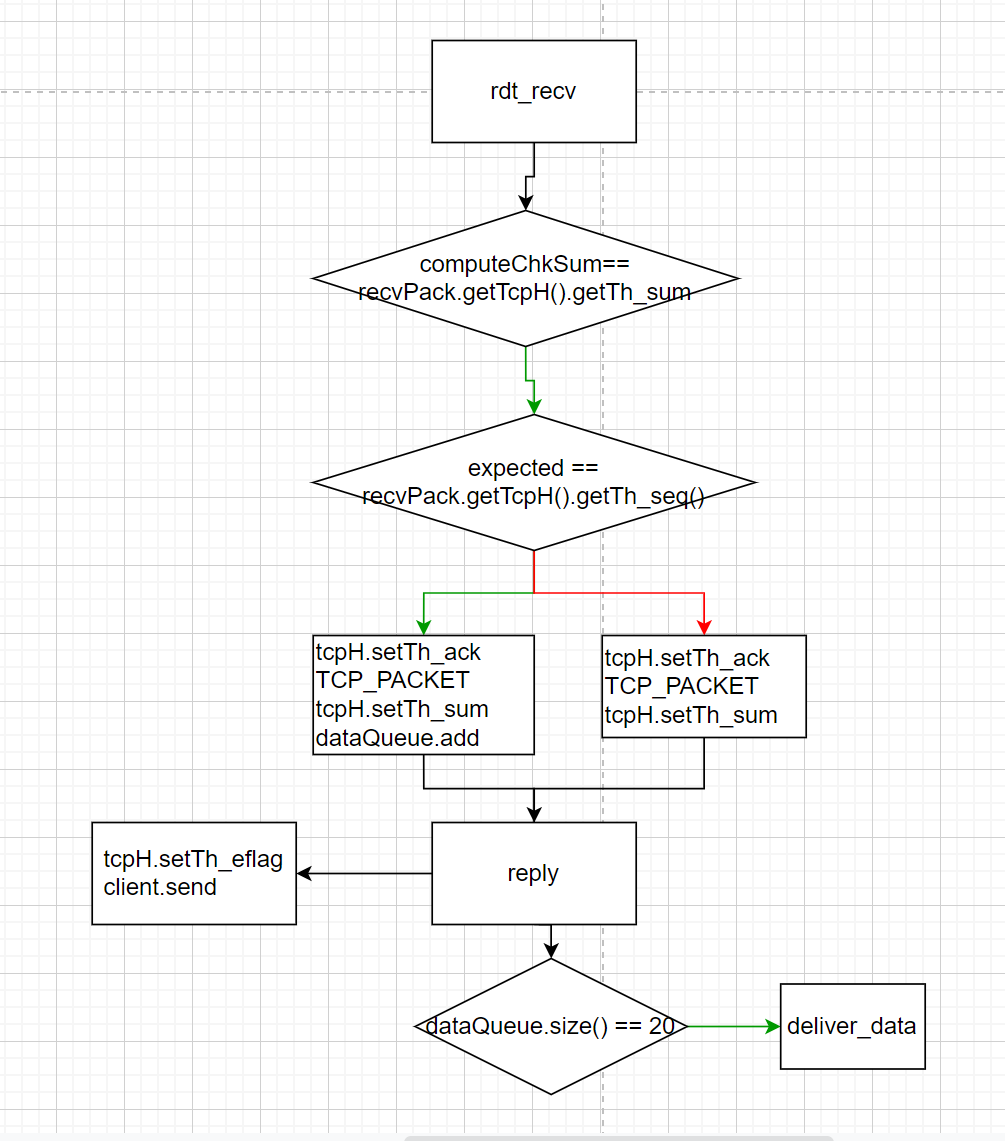 rdt_recv
computeChkSum==
recvPack.getTcpH().getTh_sum
expected ==
recvPack.getTcpH().getTh_seq()
tcpH.setTh_ack
TCP_PACKET
tcpH.setTh_sum
dataQueue.add
tcpH.setTh_ack
TCP_PACKET
tcpH.setTh_sum
tcpH.setTh_eflag
client.send
reply
dataQueue.size() == 20
deliver_data